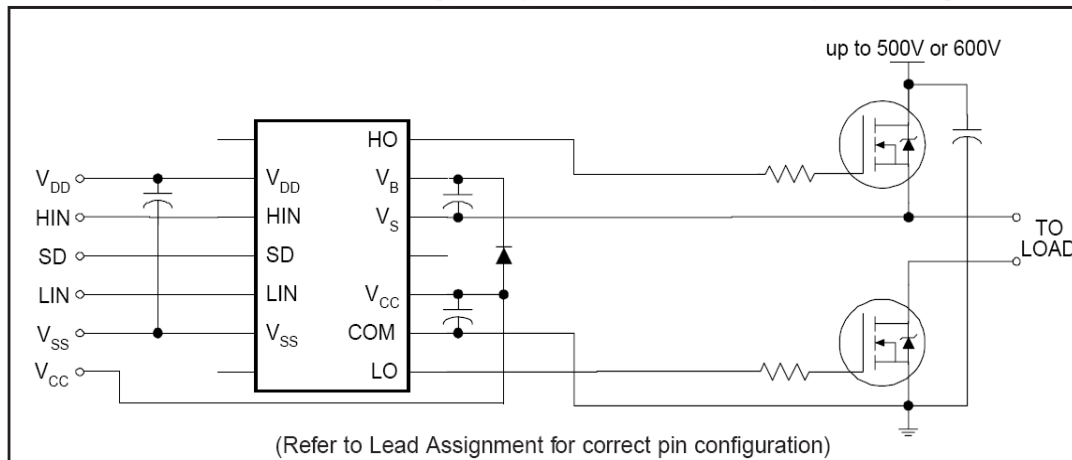 up to 500V or 600V
HO
V_DD
V_DD
V_B
HIN
HIN
V_S
TO
LOAD
SD
SD
LIN
LIN
V_CC
V_SS
V_SS
COM
V_CC
LO
(Refer to Lead Assignment for correct pin configuration)